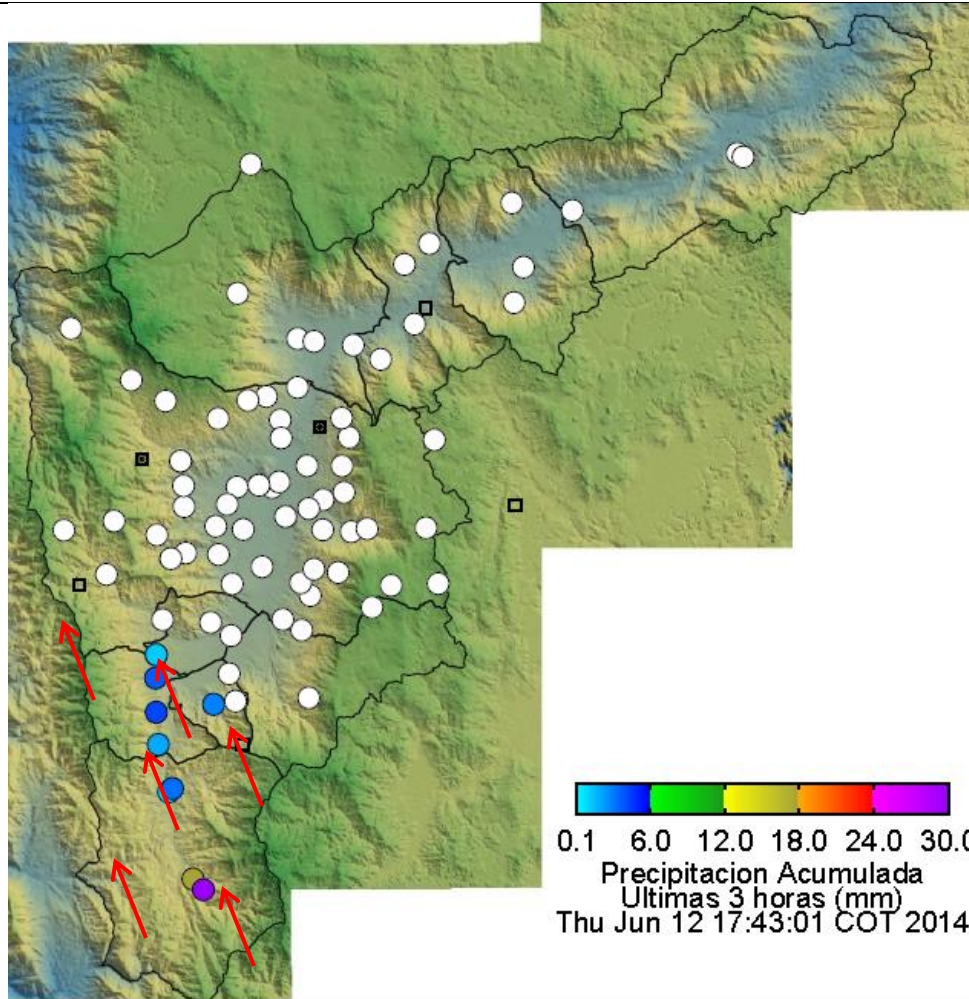 0.1 6.0 12.0 18.0 24.0 30.0
Precipitacion Acumulada
Ultimas 3 horas (mm)
Thu Jun 12 17:43:01 COT 2014